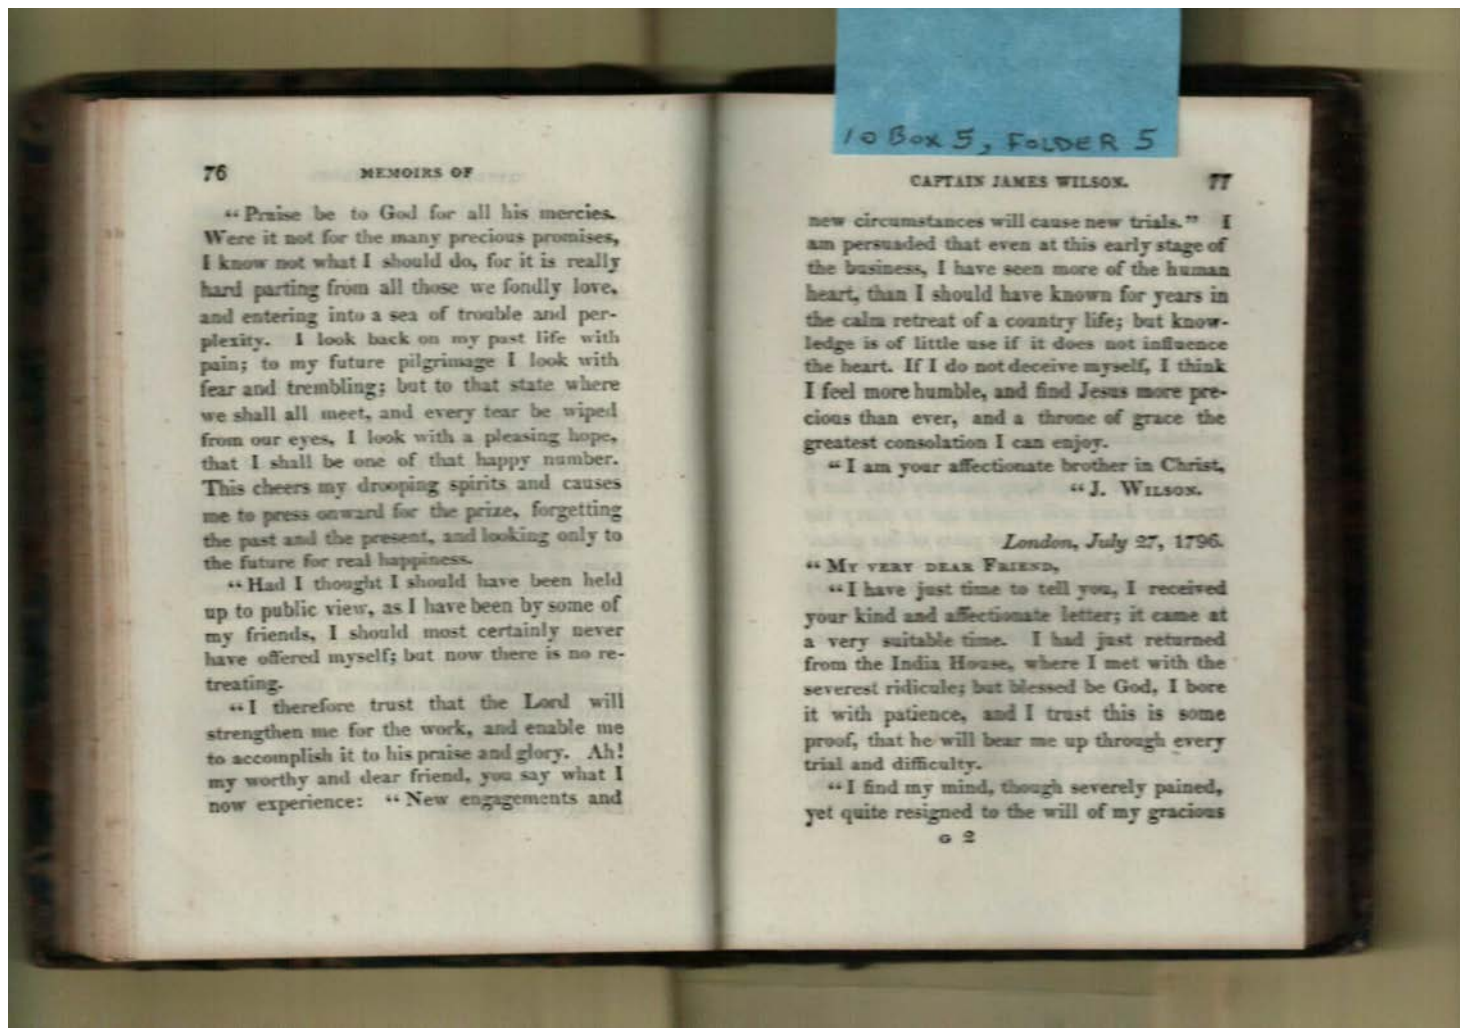 10 Box 5, FOLDER 5
76 MEMOIRS OF
“Praise be to God for all his mercies.
Were it not for the many precious promises,
I know not what I should do, for it is really
hard parting from all those we fondly love,
and entering into a sea of trouble and per-
plexity. I look back on my past life with
pain; to my future pilgrimage I look with
fear and trembling; but to that state where
we shall all meet, and every tear be wiped
from our eyes, I look with a pleasing hope,
that I shall be one of that happy number.
This cheers my drooping spirits and causes
me to press onward for the prize, forgetting
the past and the present, and looking only to
the future for real happiness.
“Had I thought I should have been held
up to public view, as I have been by some of
my friends, I should most certainly never
have offered myself; but now there is no re-
treating.
“I therefore trust that the Lord will
strengthen me for the work, and enable me
to accomplish it to his praise and glory. Ah!
my worthy and dear friend, you say what I
now experience: “New engagements and
CAPTAIN JAMES WILSON. 77
new circumstances will cause new trials.” I
am persuaded that even at this early stage of
the business, I have seen more of the human
heart, than I should have known for years in
the calm retreat of a country life; but know-
ledge is of little use if it does not influence
the heart. If I do not deceive myself, I think
I feel more humble, and find Jesus more pre-
cious than ever, and a throne of grace the
greatest consolation I can enjoy.
“I am your affectionate brother in Christ,
“J. WILSON.
London, July 27, 1796.
“MY VERY DEAR FRIEND,
“I have just time to tell you, I received
your kind and affectionate letter; it came at
a very suitable time. I had just returned
from the India House, where I met with the
severest ridicule; but blessed be God, I bore
it with patience, and I trust this is some
proof, that he will bear me up through every
trial and difficulty.
“I find my mind, though severely pained,
yet quite resigned to the will of my gracious
G 2